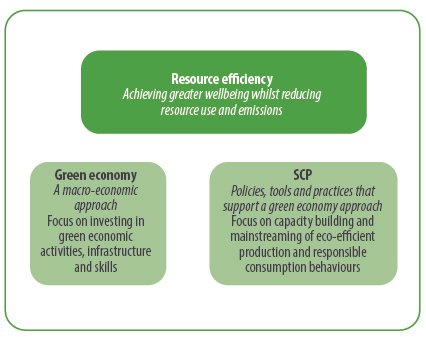 Resource efficiency
Achieving greater wellbeing whilst reducing
resource use and emissions
Green economy
A macro-economic
approach
Focus on investing in
green economic
activities, infrastructure
and skills
SCP
Policies, tools and practices that
support a green economy approach
Focus on capacity building and
mainstreaming of eco-efficient
production and responsible
consumption behaviours